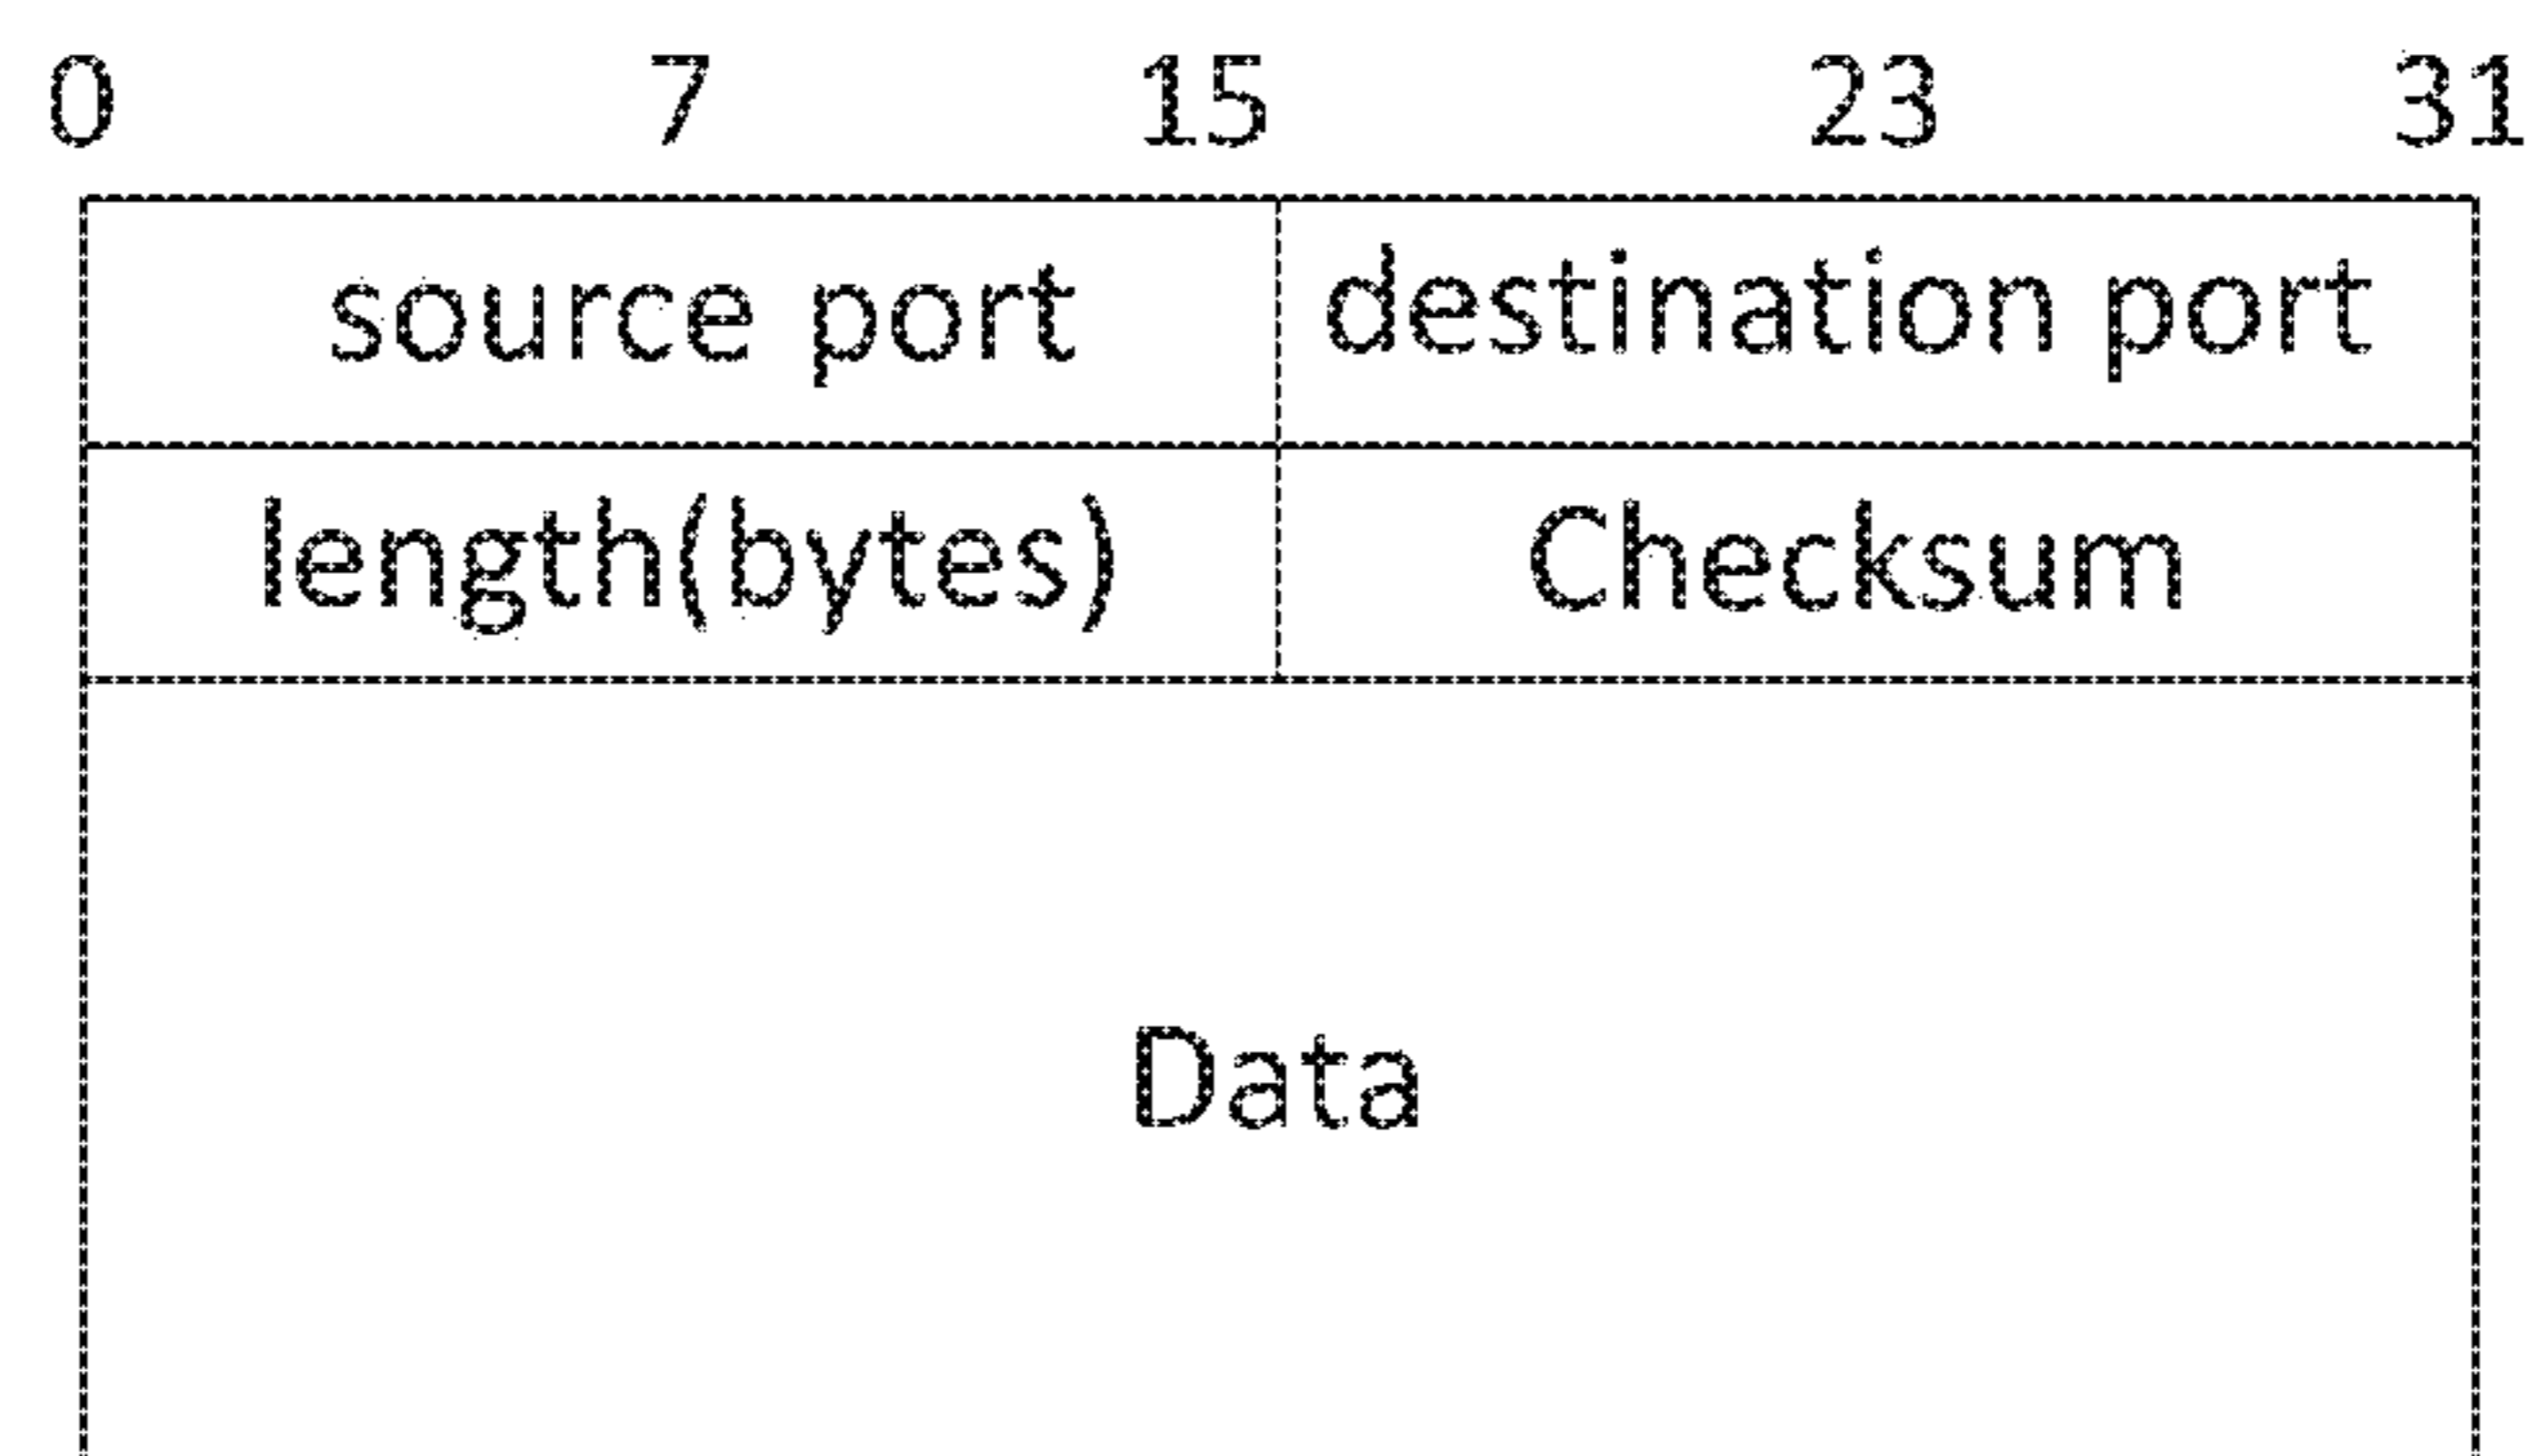 0 7 15 23 31
source port destination port
length(bytes) Checksum
Data